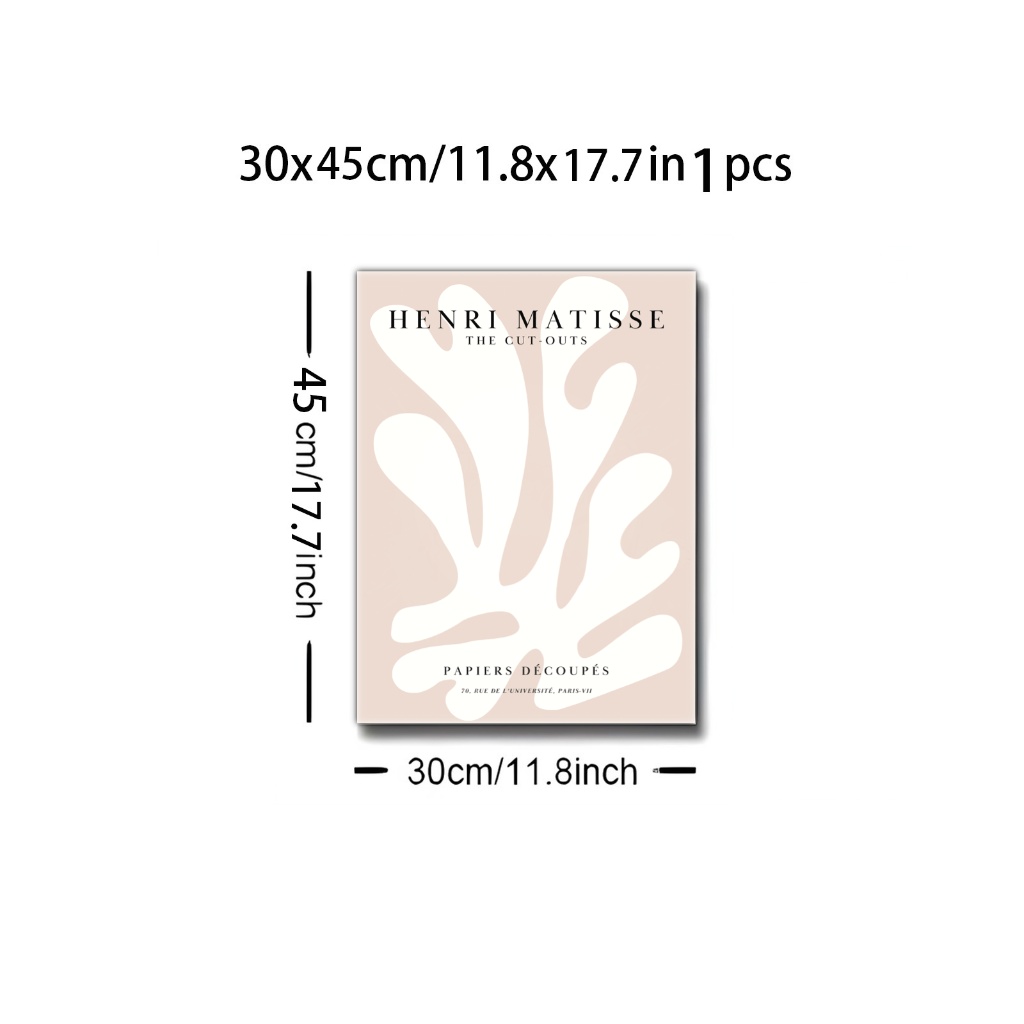 30x45cm/11.8x17.7in 1 pcs
HENRI MATISSE
THE CUT-OUTS
45 cm/17.7inch
PAPIERS DÉCOUPÉS
70, RUE DE L'UNIVERSITÉ, PARIS-VII
30cm/11.8inch